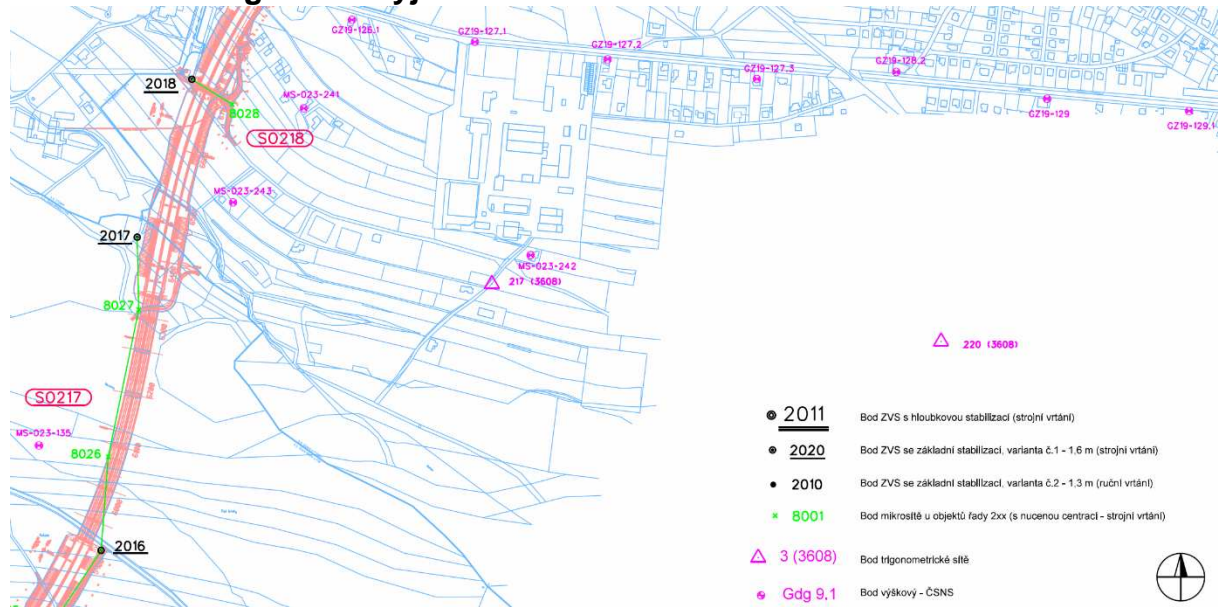 GZ19-126.1
GZ19-127.1
GZ19-127.2
GZ19-127.3
GZ19-128.2
GZ19-129
GZ19-129.1
2018
8028
MS-023-241
SO218
MS-023-243
2017
MS-023-242
217 (3608)
8027
220 (3608)
SO217
MS-023-135
8026
2016
2011 Bod ZVS s hloubkovou stabilizací (strojní vrtání)
2020 Bod ZVS se základní stabilizací, varianta č.1 - 1,6 m (strojní vrtání)
2010 Bod ZVS se základní stabilizací, varianta č.2 - 1,3 m (ruční vrtání)
8001 Bod mikrosítě u objektů řady 2xx (s nucenou centrací - strojní vrtání)
3 (3608) Bod trigonometrické sítě
Gdg 9.1 Bod výškový - ČSNS